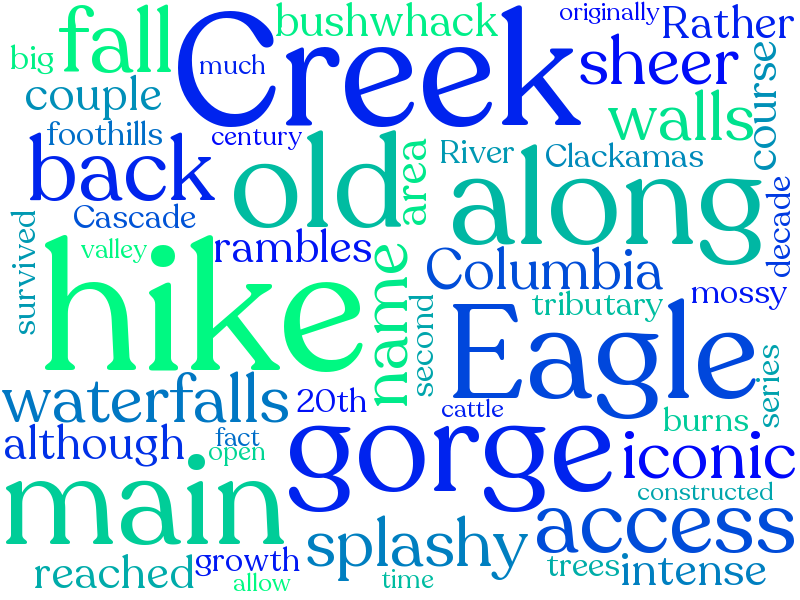 originally
bushwhack
Rather
fall
Creek
big
much
sheer
couple
walls
course
foothills
century
back
old
area
River
Clackamas
along
Cascade
decade
survived
valley
rambles
name
Columbia
hike
second
tributary
mossy
Eagle
series
waterfalls
20th
cattle
burns
although
fact
open
gorge
iconic
main
constructed
access
splashy
reached
growth
allow
time
trees
intense